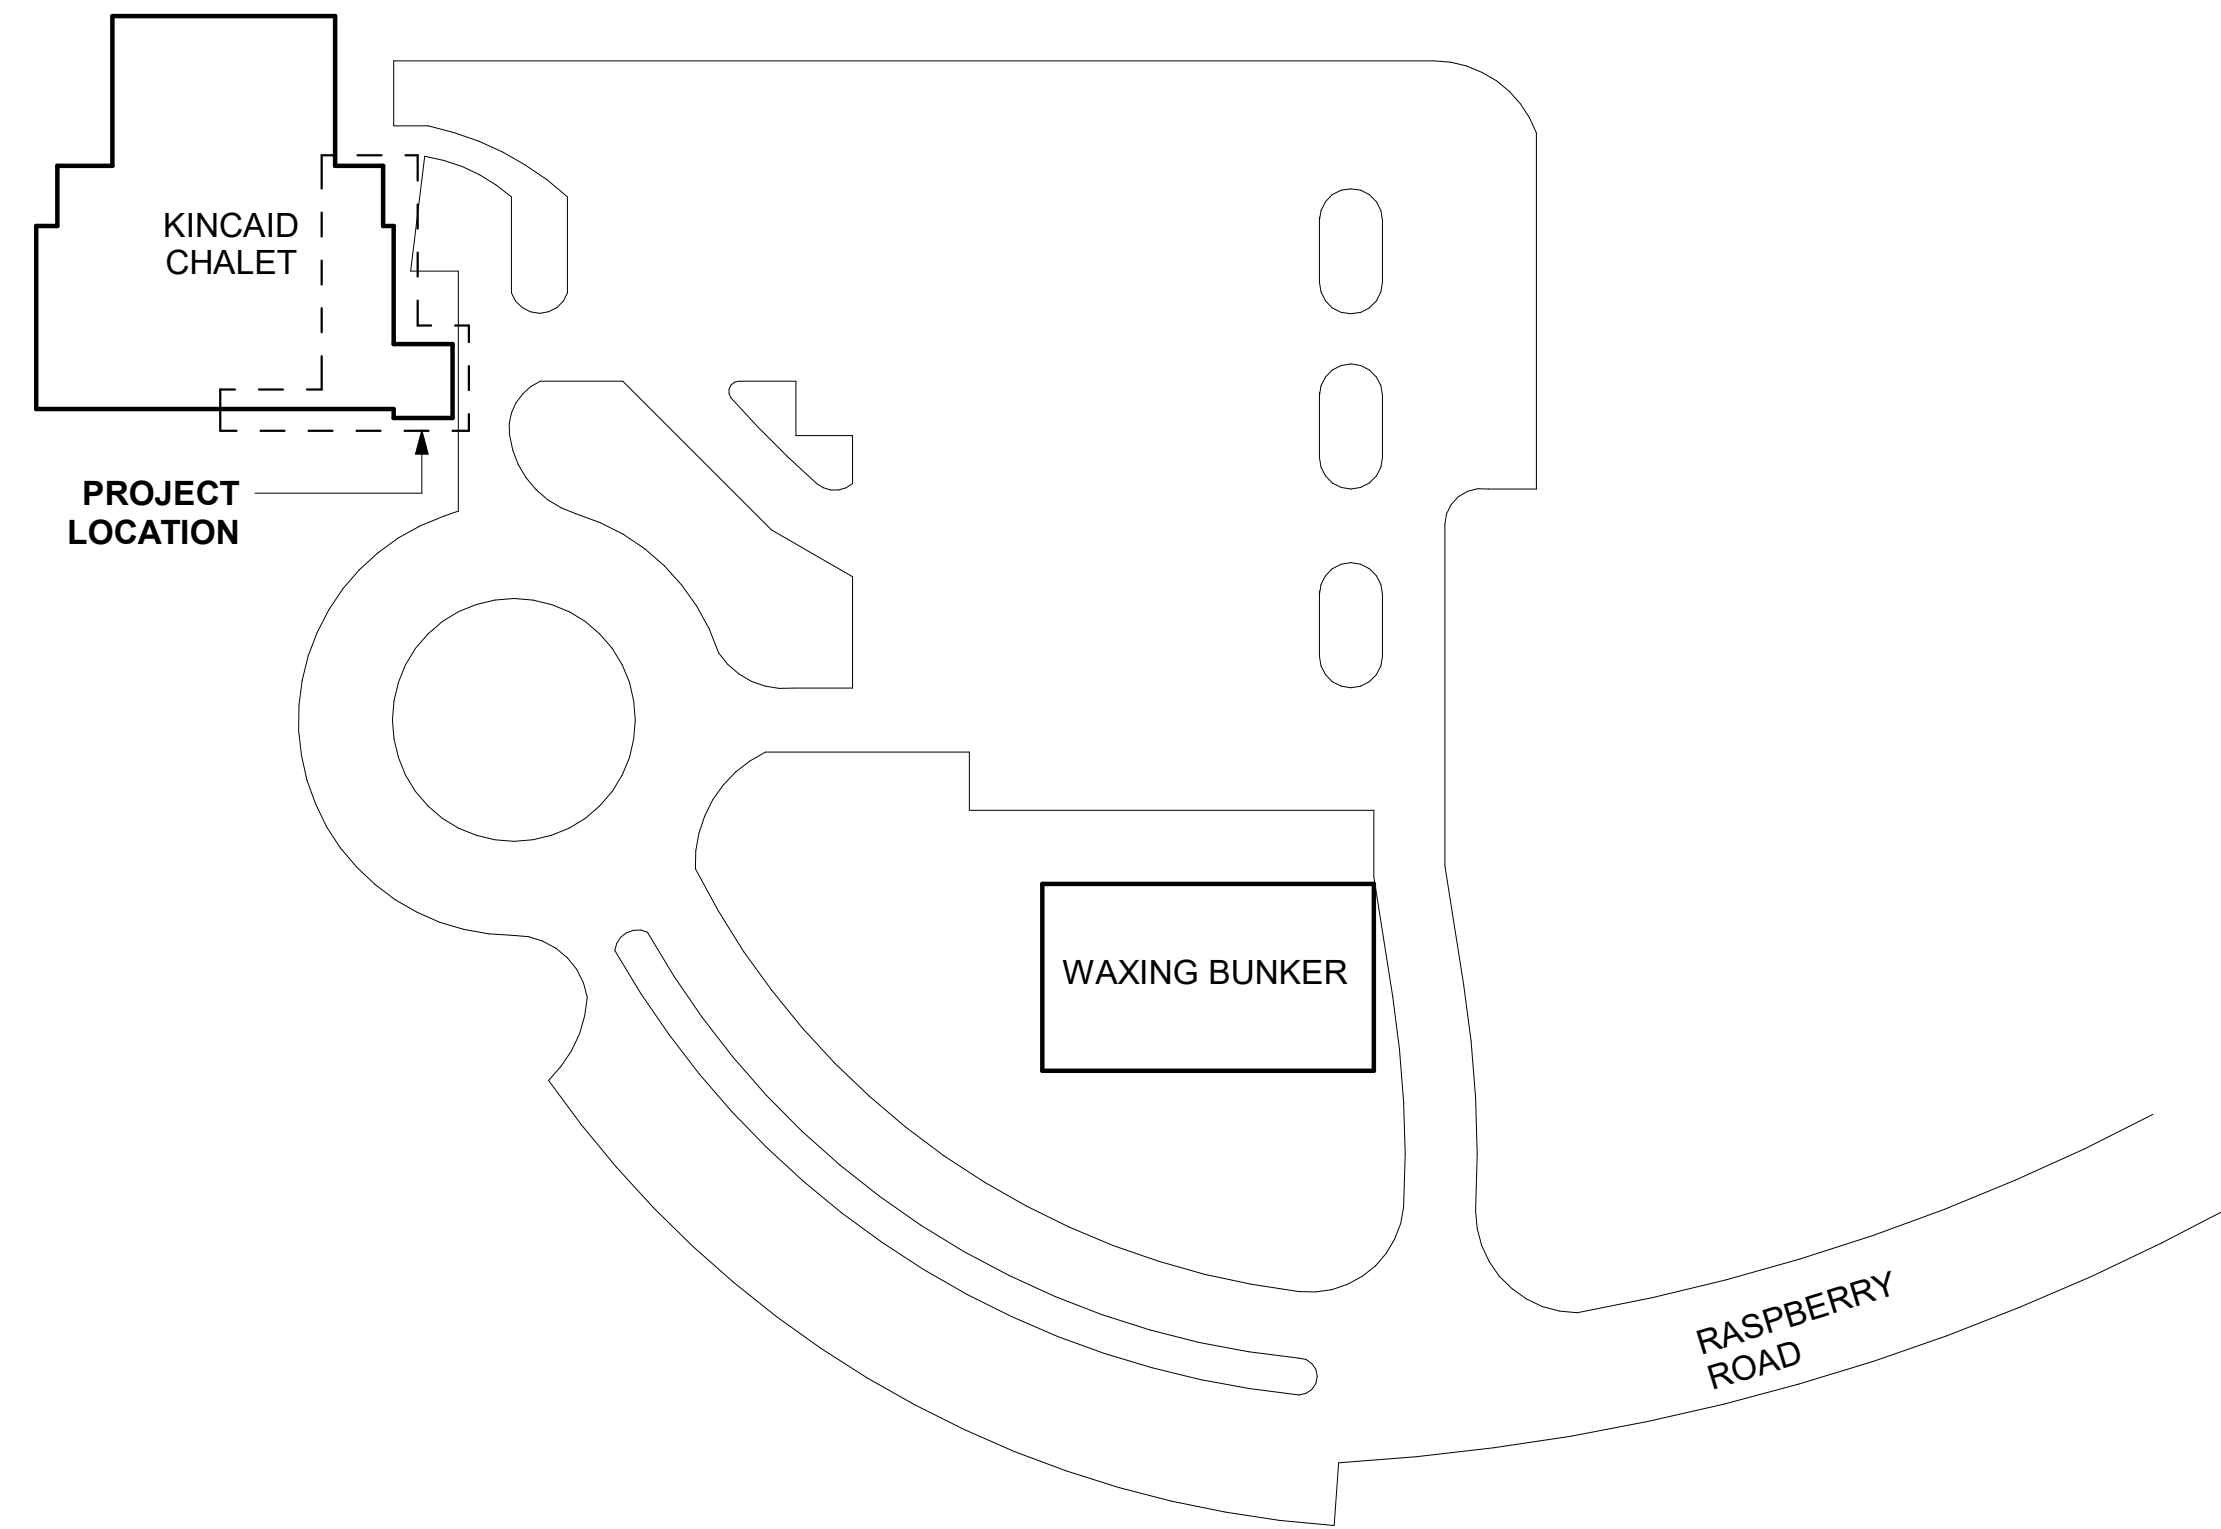 KINCAID
CHALET
PROJECT
LOCATION
WAXING BUNKER
RASPBERRY
ROAD